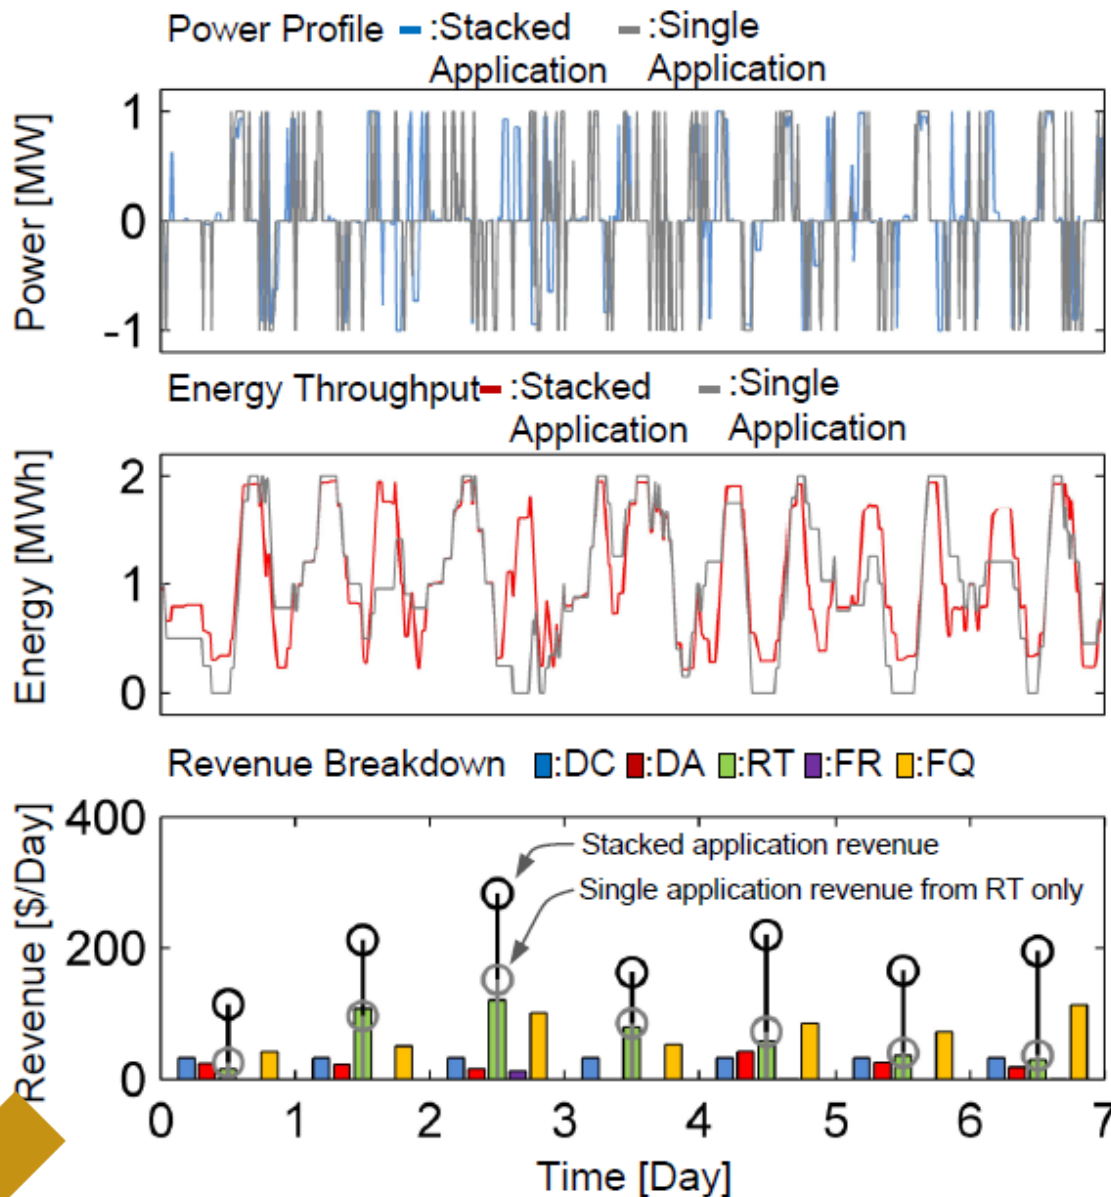 Power Profile :Stacked Application :Single Application
Power [MW]
1
0
-1
Energy Throughput :Stacked Application :Single Application
Energy [MWh]
2
1
0
Revenue Breakdown :DC :DA :RT :FR :FQ
Revenue [$/Day]
400
200
0
Stacked application revenue
Single application revenue from RT only
0 1 2 3 4 5 6 7
Time [Day]